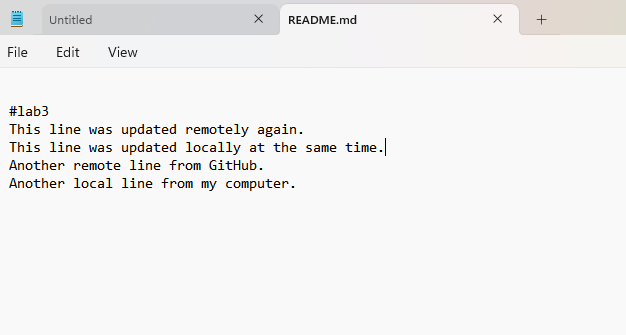 Untitled
README.md
File Edit View
#lab3
This line was updated remotely again.
This line was updated locally at the same time.
Another remote line from GitHub.
Another local line from my computer.